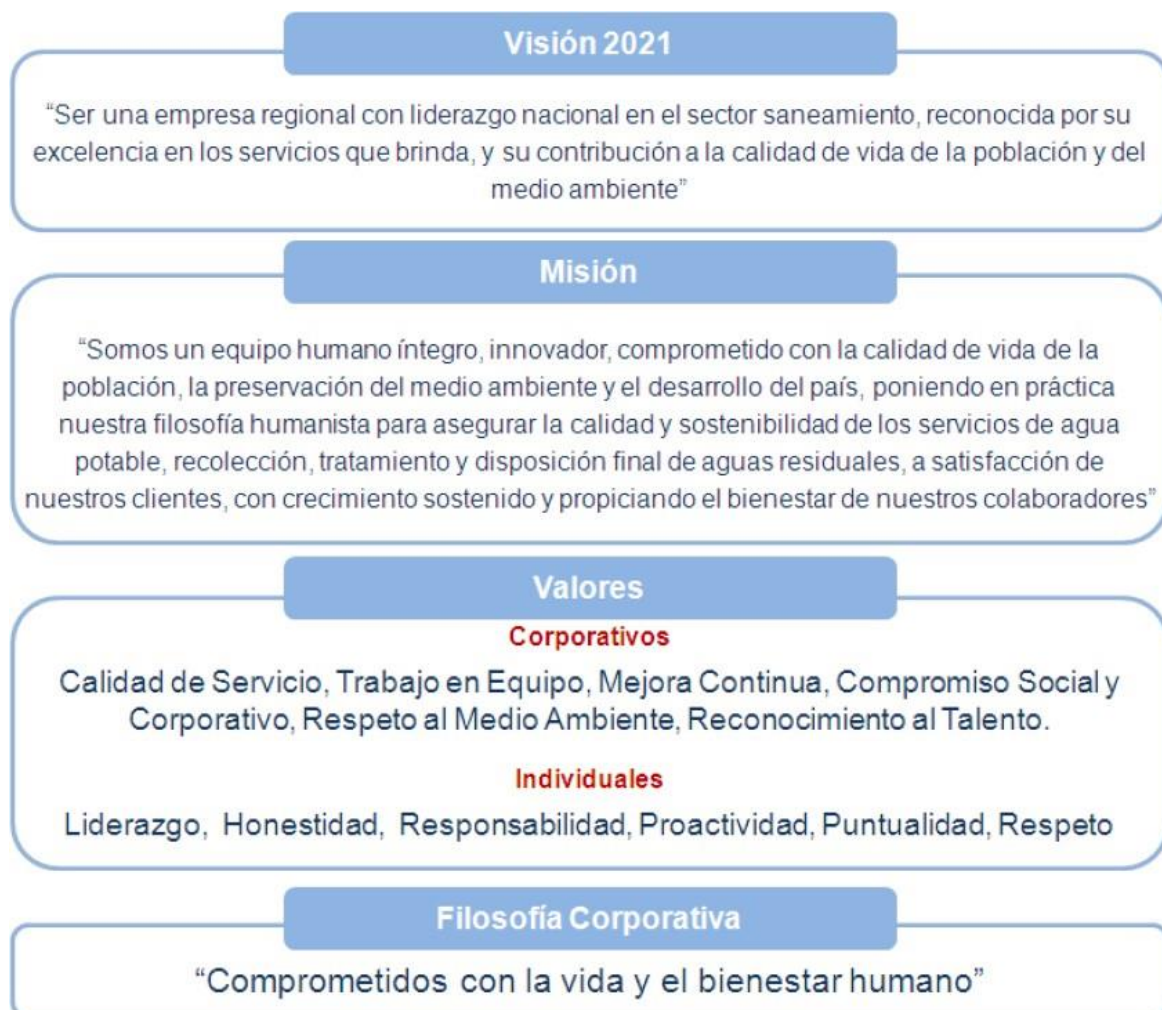 Visión 2021
“Ser una empresa regional con liderazgo nacional en el sector saneamiento, reconocida por su
excelencia en los servicios que brinda, y su contribución a la calidad de vida de la población y del
medio ambiente”
Misión
“Somos un equipo humano íntegro, innovador, comprometido con la calidad de vida de la
población, la preservación del medio ambiente y el desarrollo del país, poniendo en práctica
nuestra filosofía humanista para asegurar la calidad y sostenibilidad de los servicios de agua
potable, recolección, tratamiento y disposición final de aguas residuales, a satisfacción de
nuestros clientes, con crecimiento sostenido y propiciando el bienestar de nuestros colaboradores”
Valores
Corporativos
Calidad de Servicio, Trabajo en Equipo, Mejora Continua, Compromiso Social y
Corporativo, Respeto al Medio Ambiente, Reconocimiento al Talento.
Individuales
Liderazgo, Honestidad, Responsabilidad, Proactividad, Puntualidad, Respeto
Filosofía Corporativa
“Comprometidos con la vida y el bienestar humano”